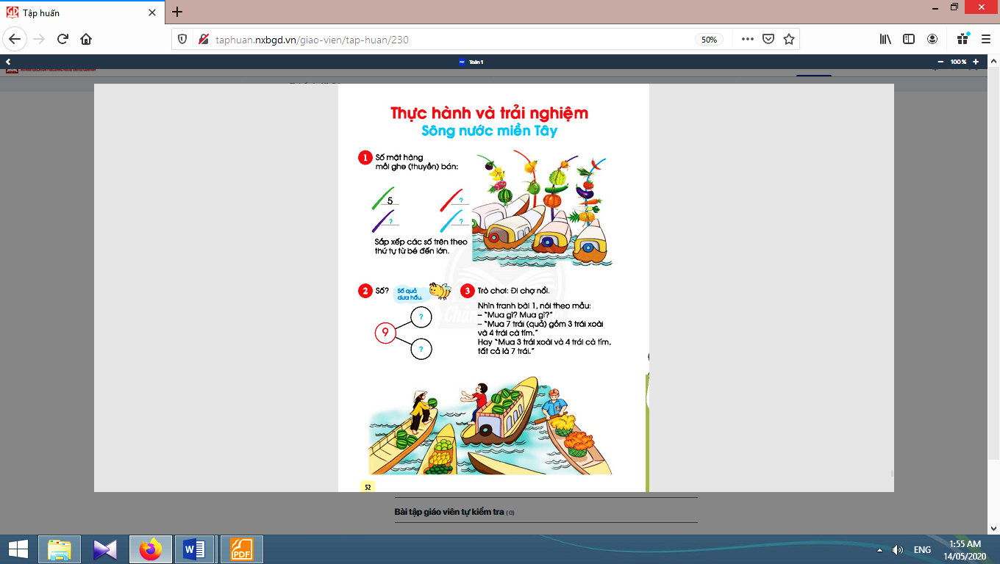 Tập huấn
taphuan.nxbgd.vn/giao-vien/tap-huan/230
50%
PDF Toán 1
100%
Thực hành và trải nghiệm
Sông nước miền Tây
1 Số mặt hàng
mỗi ghe (thuyền) bán:
5 ?
? ?
Sắp xếp các số trên theo
thứ tự từ bé đến lớn.
2 Số?
Số quả
dưa hấu.
9
?
?
3 Trò chơi: Đi chợ nổi.
Nhìn tranh bài 1, nói theo mẫu:
– “Mua gì? Mua gì?”
– “Mua 7 trái (quả) gồm 3 trái xoài
và 4 trái cà tím.”
Hay “Mua 3 trái xoài và 4 trái cà tím,
tất cả là 7 trái.”
52
Bài tập giáo viên tự kiểm tra (0)
PDF
ENG
1:55 AM
14/05/2020